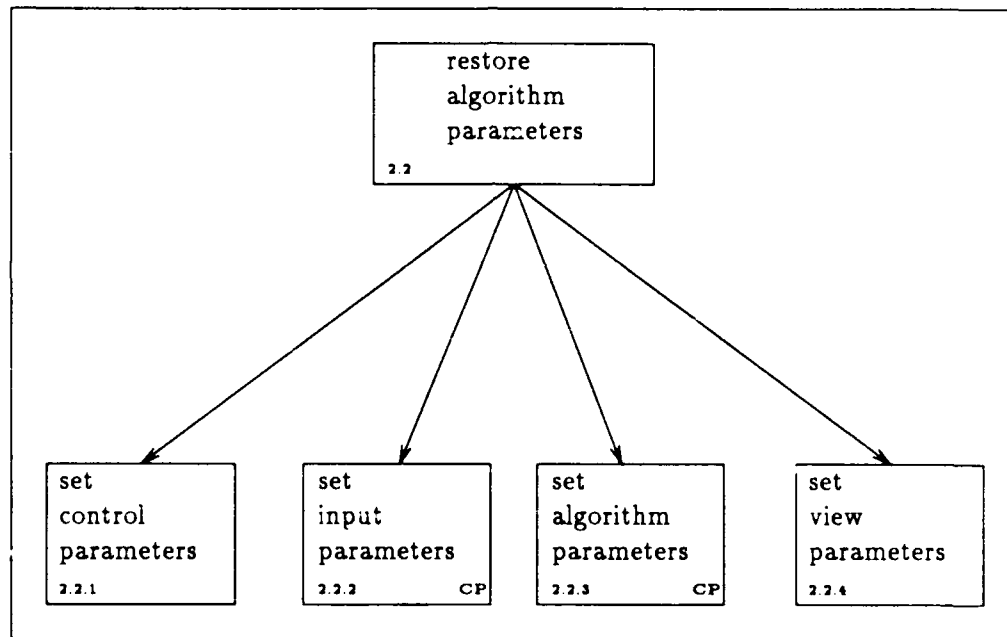 restore
algorithm
parameters
2.2
set
control
parameters
2.2.1
set
input
parameters
2.2.2 CP
set
algorithm
parameters
2.2.3 CP
set
view
parameters
2.2.4